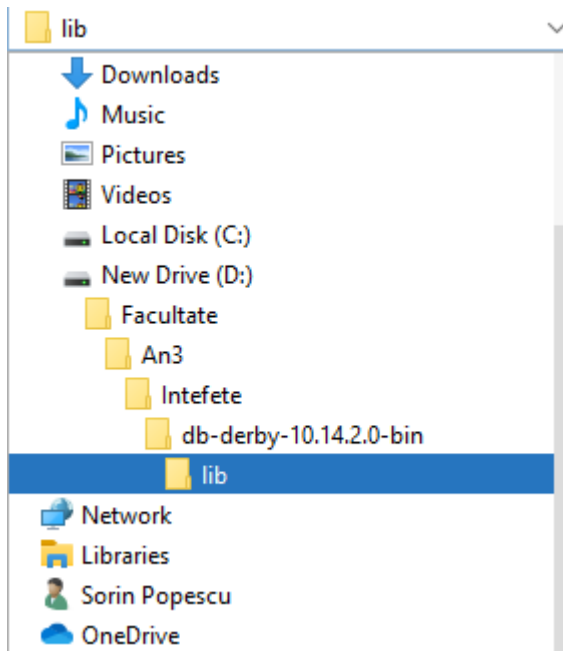 lib
Downloads
Music
Pictures
Videos
Local Disk (C:)
New Drive (D:)
Facultate
An3
Intefete
db-derby-10.14.2.0-bin
lib
Network
Libraries
Sorin Popescu
OneDrive